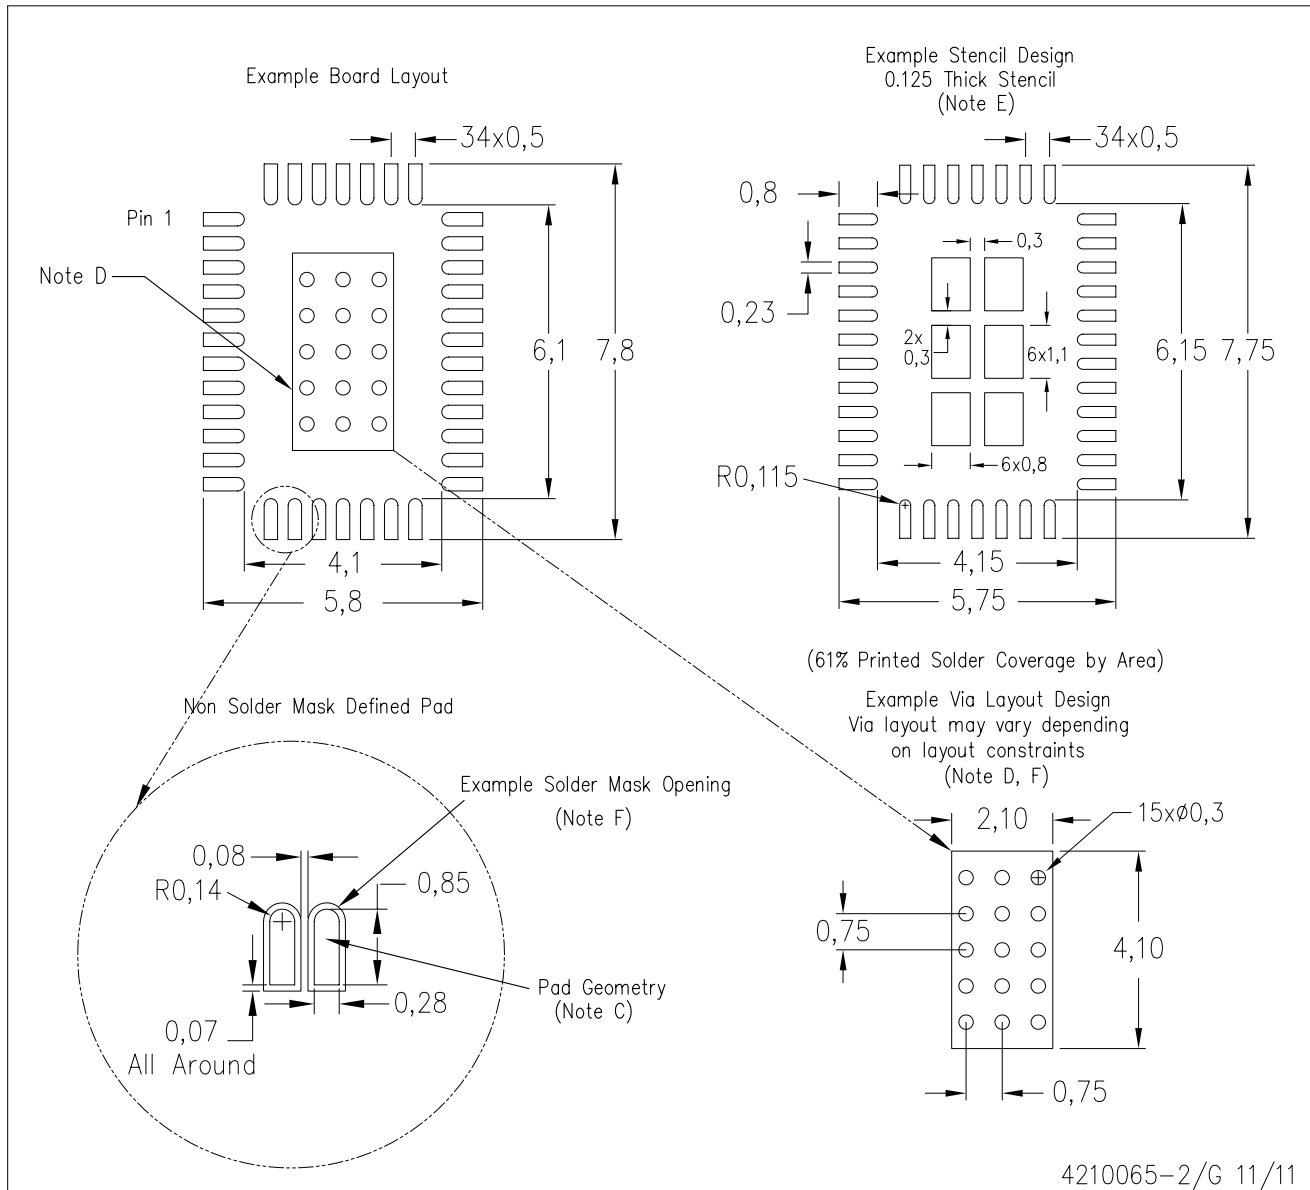 Example Board Layout
34x0,5
Pin 1
Note D
6,1
7,8
4,1
5,8
Example Stencil Design
0.125 Thick Stencil
(Note E)
34x0,5
0,8
0,3
0,23
2x
0,3
6x1,1
6,15
7,75
6x0,8
R0,115
4,15
5,75
(61% Printed Solder Coverage by Area)
Non Solder Mask Defined Pad
Example Solder Mask Opening
(Note F)
0,08
R0,14
0,85
Pad Geometry
(Note C)
0,28
0,07
All Around
Example Via Layout Design
Via layout may vary depending
on layout constraints
(Note D, F)
2,10
15xø0,3
0,75
4,10
0,75
4210065-2/G 11/11